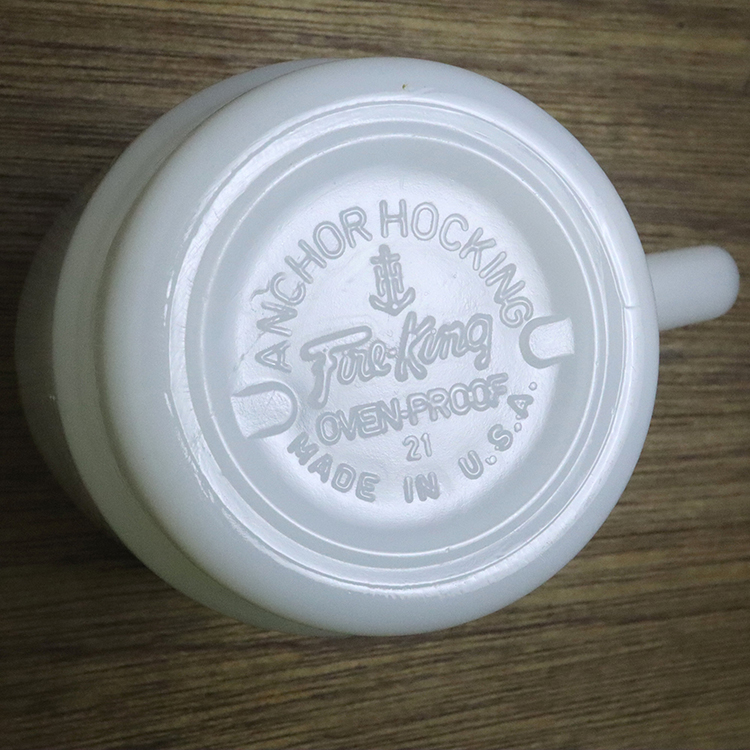 ANCHOR HOCKING
Fire-King
OVEN-PROOF
21
MADE IN U.S.A.